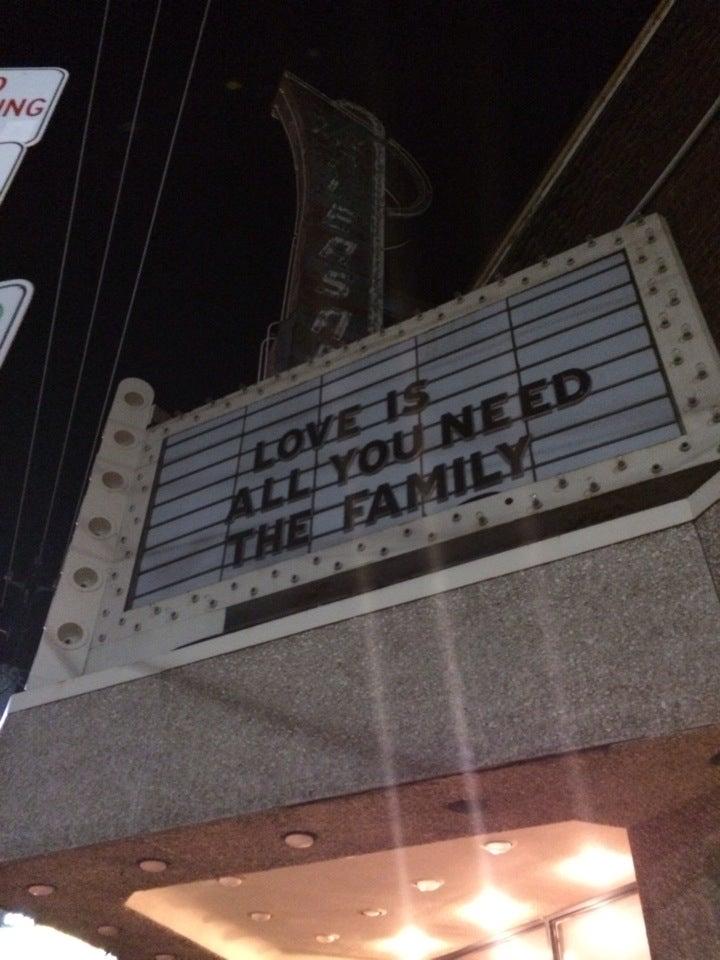 ING
LOVE IS
ALL YOU NEED
THE FAMILY